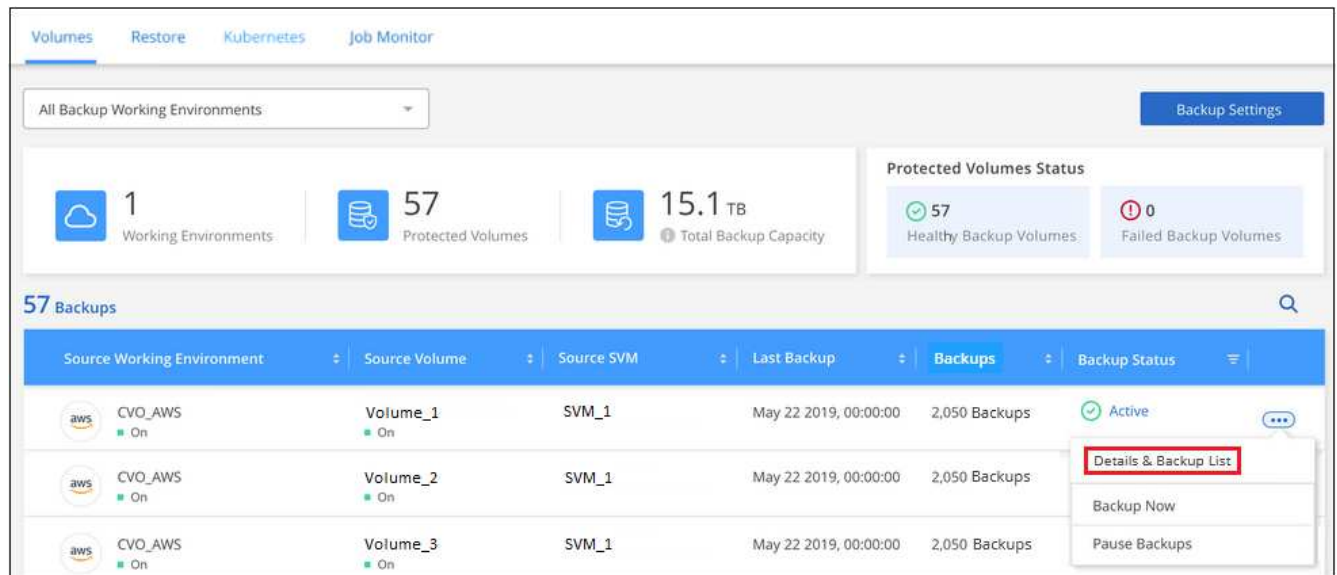 Volumes Restore Kubernetes Job Monitor
All Backup Working Environments
Backup Settings
1
Working Environments
57
Protected Volumes
15.1 TB
Total Backup Capacity
Protected Volumes Status
57
Healthy Backup Volumes
0
Failed Backup Volumes
57 Backups
Source Working Environment Source Volume Source SVM Last Backup Backups Backup Status
aws CVO_AWS Volume_1 SVM_1 May 22 2019, 00:00:00 2,050 Backups Active
On On
Details & Backup List
aws CVO_AWS Volume_2 SVM_1 May 22 2019, 00:00:00 2,050 Backups
On On
Backup Now
aws CVO_AWS Volume_3 SVM_1 May 22 2019, 00:00:00 2,050 Backups
On On
Pause Backups